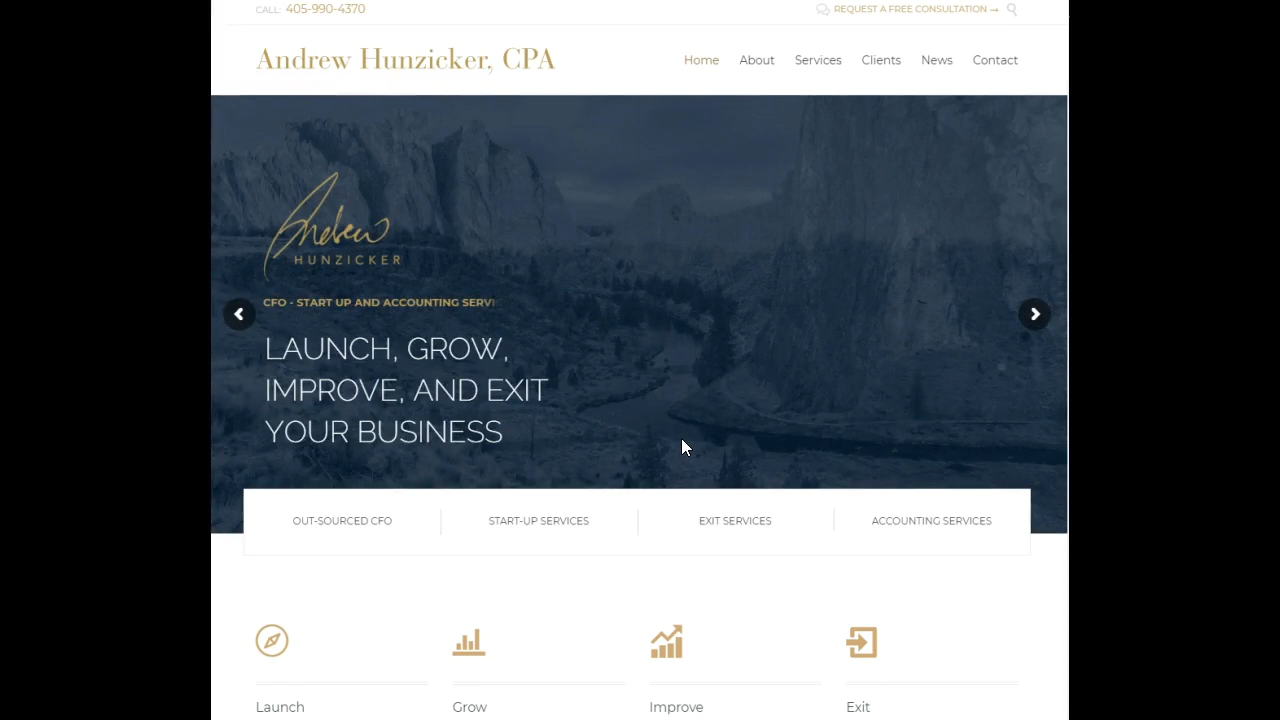 CALL: 405-990-4370
REQUEST A FREE CONSULTATION →
Andrew Hunzicker, CPA
Home About Services Clients News Contact
Andrew
HUNZICKER
CFO - START UP AND ACCOUNTING SERVI
LAUNCH, GROW,
IMPROVE, AND EXIT
YOUR BUSINESS
OUT-SOURCED CFO
START-UP SERVICES
EXIT SERVICES
ACCOUNTING SERVICES
Launch
Grow
Improve
Exit